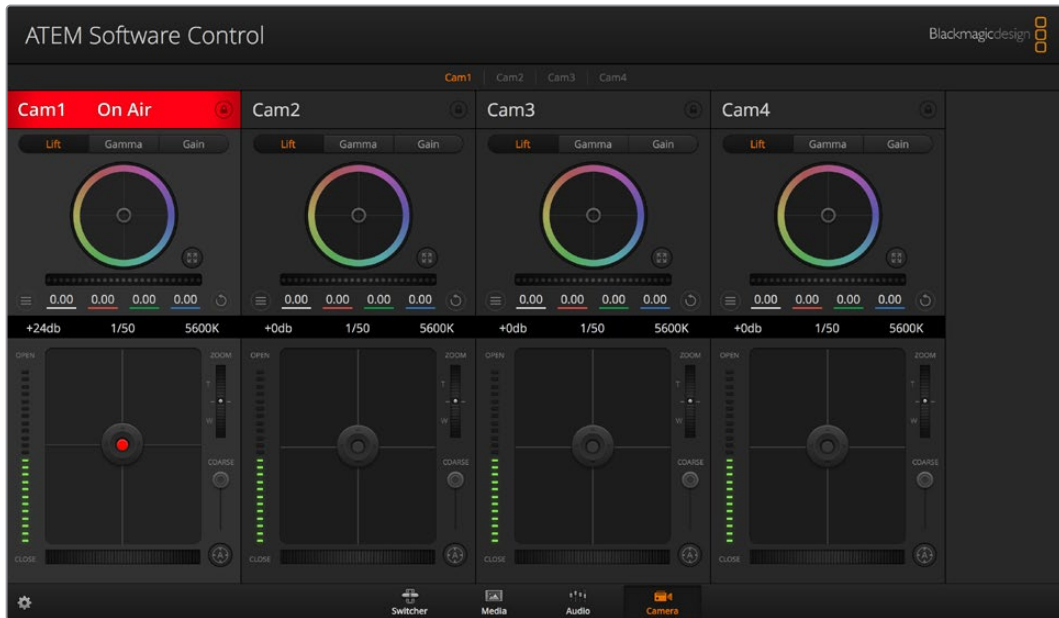 ATEM Software Control
Blackmagicdesign
Cam1 Cam2 Cam3 Cam4
Cam1 On Air
Lift Gamma Gain
0.00 0.00 0.00 0.00
+24db 1/50 5600K
OPEN ZOOM
T
W
COARSE
CLOSE A
Cam2
Lift Gamma Gain
0.00 0.00 0.00 0.00
+0db 1/50 5600K
OPEN ZOOM
T
W
COARSE
CLOSE A
Cam3
Lift Gamma Gain
0.00 0.00 0.00 0.00
+0db 1/50 5600K
OPEN ZOOM
T
W
COARSE
CLOSE A
Cam4
Lift Gamma Gain
0.00 0.00 0.00 0.00
+0db 1/50 5600K
OPEN ZOOM
T
W
COARSE
CLOSE A
Switcher Media Audio Camera